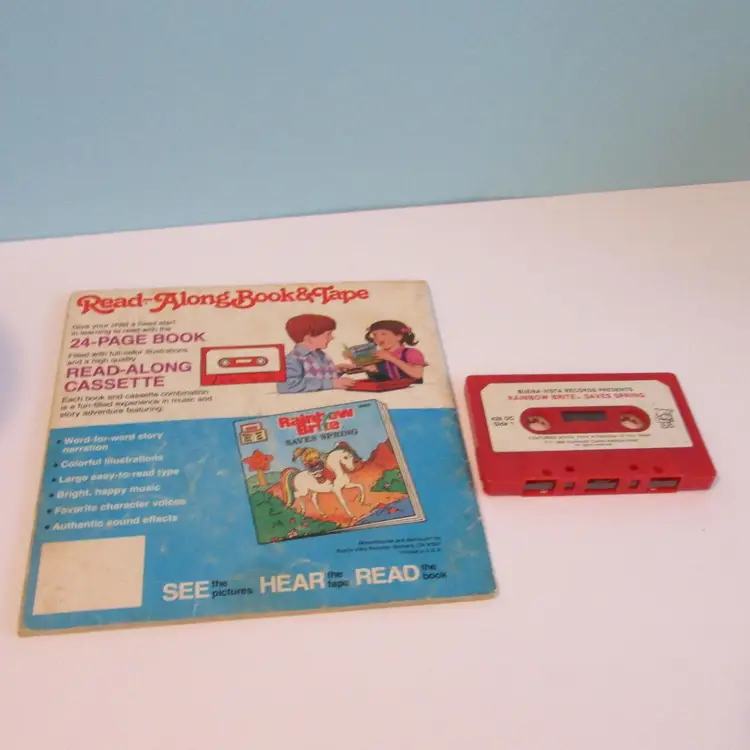 Read-Along Book & Tape
Give your child a head start
in learning to read with the
24-PAGE BOOK
Filled with full-color illustrations
and a high quality
READ-ALONG
CASSETTE
Each book and cassette combination
is a fun-filled experience in music and
story adventure featuring:
• Word-for-word story
narration
• Colorful illustrations
• Large easy-to-read type
• Bright, happy music
• Favorite character voices
• Authentic sound effects
Rainbow
Brite
SAVES SPRING
Printed in U.S.A.
SEE the pictures HEAR the tape READ the book
BUENA VISTA RECORDS PRESENTS
RAINBOW BRITE™ SAVES SPRING
Side 1